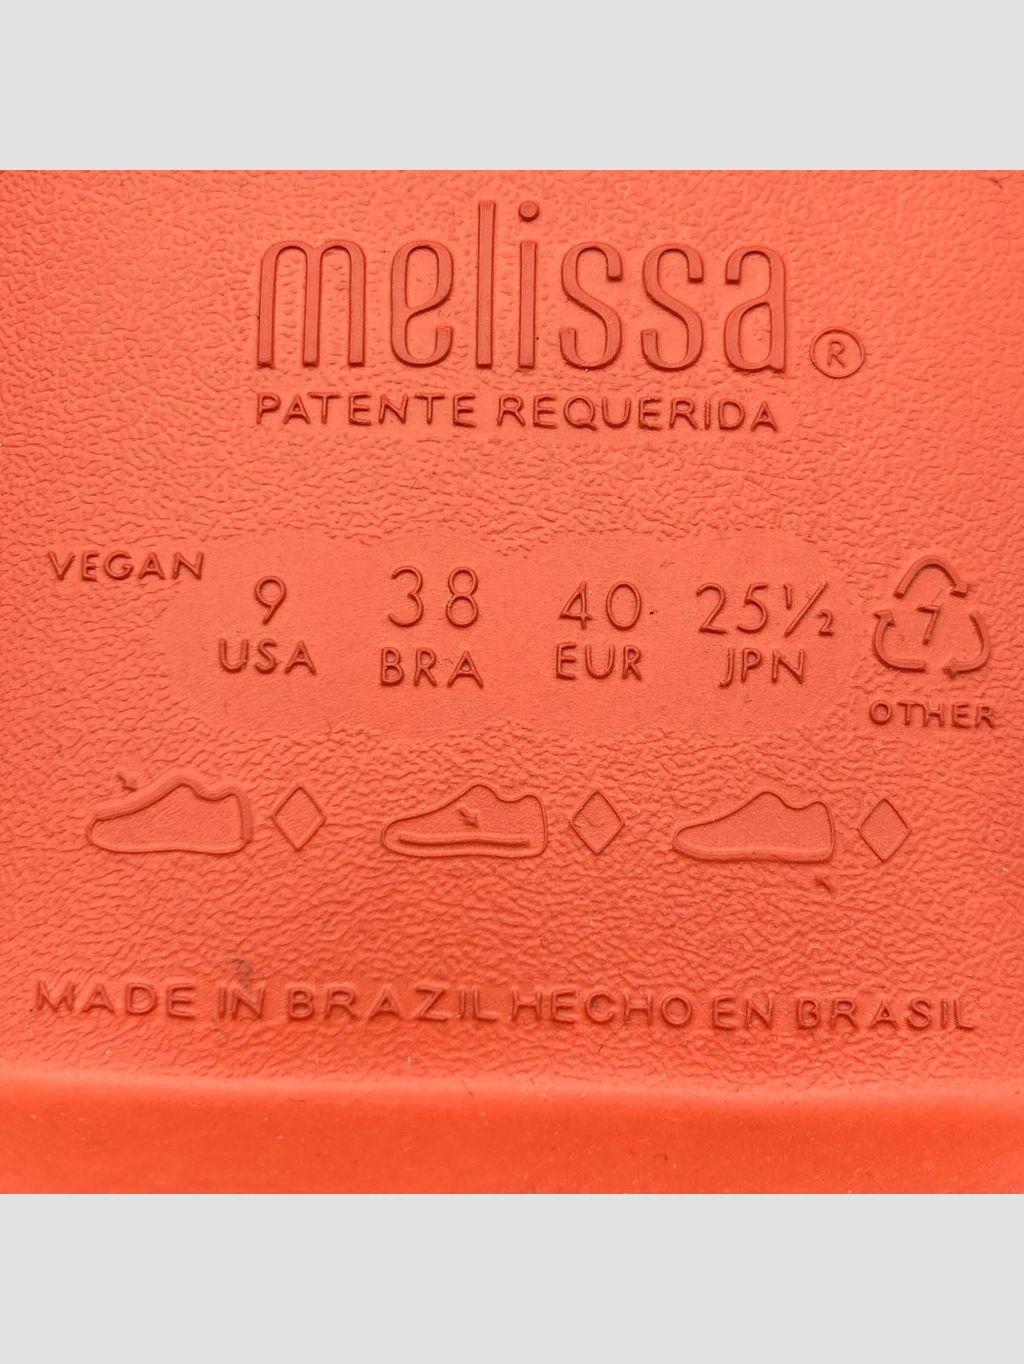 melissa®
PATENTE REQUERIDA
VEGAN
9 38 40 25½
USA BRA EUR JPN
7
OTHER
MADE IN BRAZIL HECHO EN BRASIL